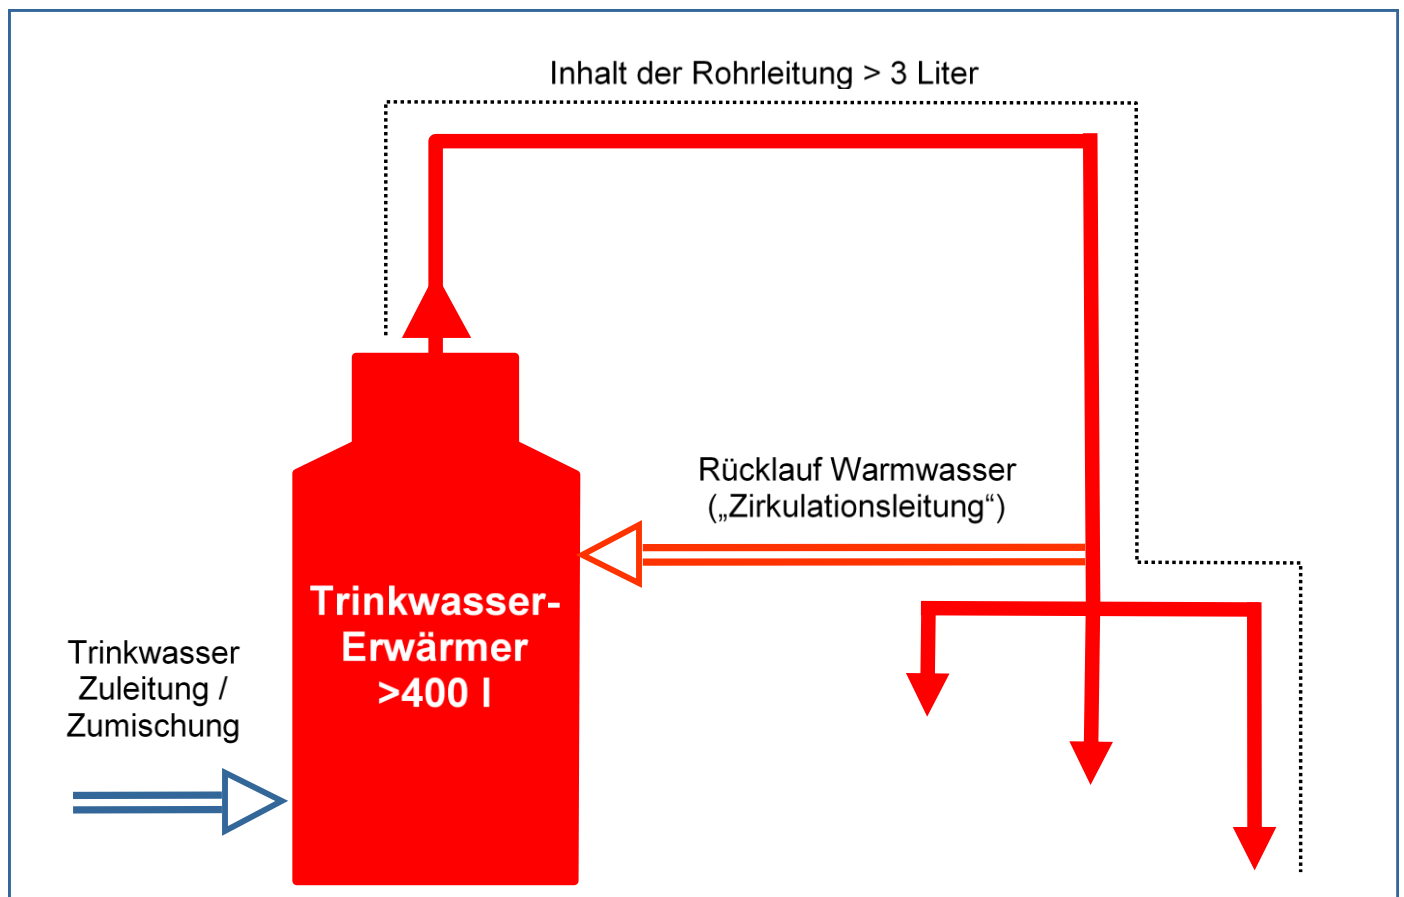 Inhalt der Rohrleitung > 3 Liter
Rücklauf Warmwasser
(„Zirkulationsleitung“)
Trinkwasser-
Erwärmer
>400 l
Trinkwasser
Zuleitung /
Zumischung